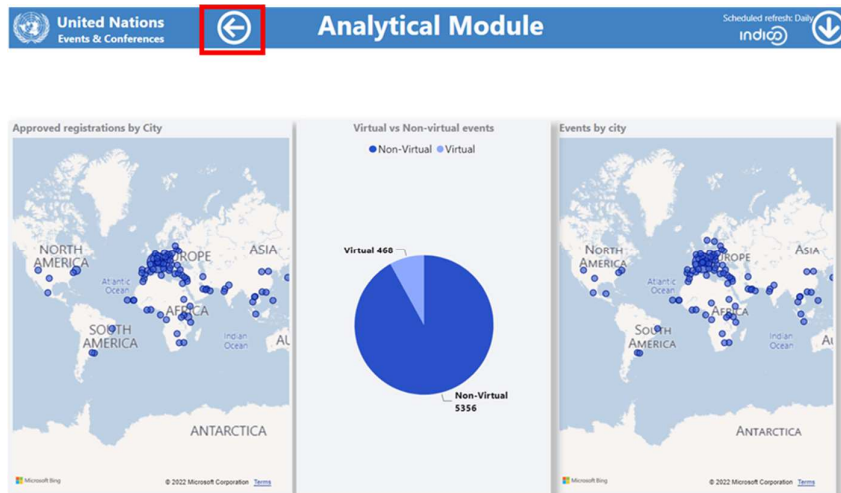 United Nations
Events & Conferences
Analytical Module
Scheduled refresh: Daily
indico
Approved registrations by City
NORTH
AMERICA
EUROPE
ASIA
Atlantic
Ocean
AFRICA
SOUTH
AMERICA
Indian
Ocean
AU
ANTARCTICA
Microsoft Bing
© 2022 Microsoft Corporation Terms
Virtual vs Non-virtual events
Non-Virtual Virtual
Virtual 468
Non-Virtual
5356
Events by city
NORTH
AMERICA
EUROPE
ASIA
Atlantic
Ocean
AFRICA
SOUTH
AMERICA
Indian
Ocean
AU
ANTARCTICA
Microsoft Bing
© 2022 Microsoft Corporation Terms